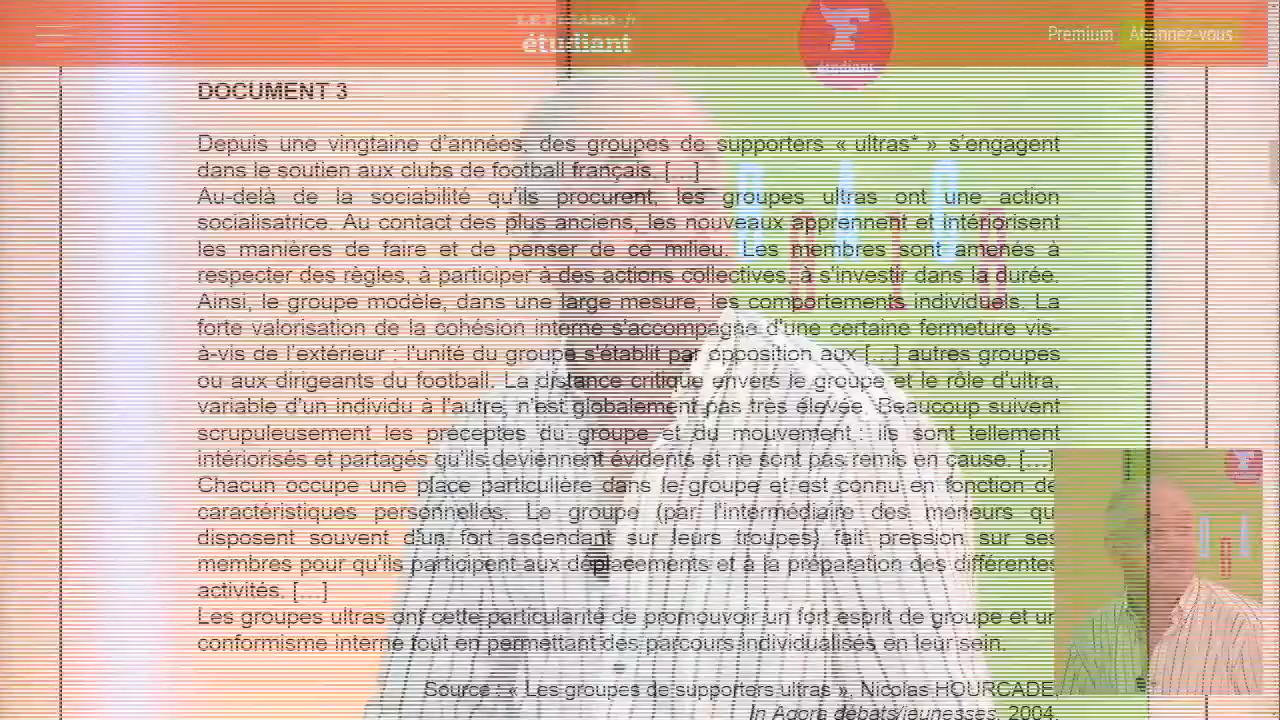 LE FIGARO·fr
étudiant
étudiant
Premium
Abonnez-vous
DOCUMENT 3
Depuis une vingtaine d'années, des groupes de supporters « ultras* » s'engagent
dans le soutien aux clubs de football français. […]
Au-delà de la sociabilité qu'ils procurent, les groupes ultras ont une action
socialisatrice. Au contact des plus anciens, les nouveaux apprennent et intériorisent
les manières de faire et de penser de ce milieu. Les membres sont amenés à
respecter des règles, à participer à des actions collectives, à s'investir dans la durée.
Ainsi, le groupe modèle, dans une large mesure, les comportements individuels. La
forte valorisation de la cohésion interne s'accompagne d'une certaine fermeture vis-
à-vis de l'extérieur : l'unité du groupe s'établit par opposition aux […] autres groupes
ou aux dirigeants du football. La distance critique envers le groupe et le rôle d'ultra,
variable d'un individu à l'autre, n'est globalement pas très élevée. Beaucoup suivent
scrupuleusement les préceptes du groupe et du mouvement : ils sont tellement
intériorisés et partagés qu'ils deviennent évidents et ne sont pas remis en cause. […]
Chacun occupe une place particulière dans le groupe et est connu en fonction de
caractéristiques personnelles. Le groupe (par l'intermédiaire des meneurs qu
disposent souvent d'un fort ascendant sur leurs troupes) fait pression sur ses
membres pour qu'ils participent aux déplacements et à la préparation des différentes
activités. […]
Les groupes ultras ont cette particularité de promouvoir un fort esprit de groupe et un
conformisme interne tout en permettant des parcours individualisés en leur sein.
Source : « Les groupes de supporters ultras », Nicolas HOURCADE,
in Agora débats/jeunesses, 2004.